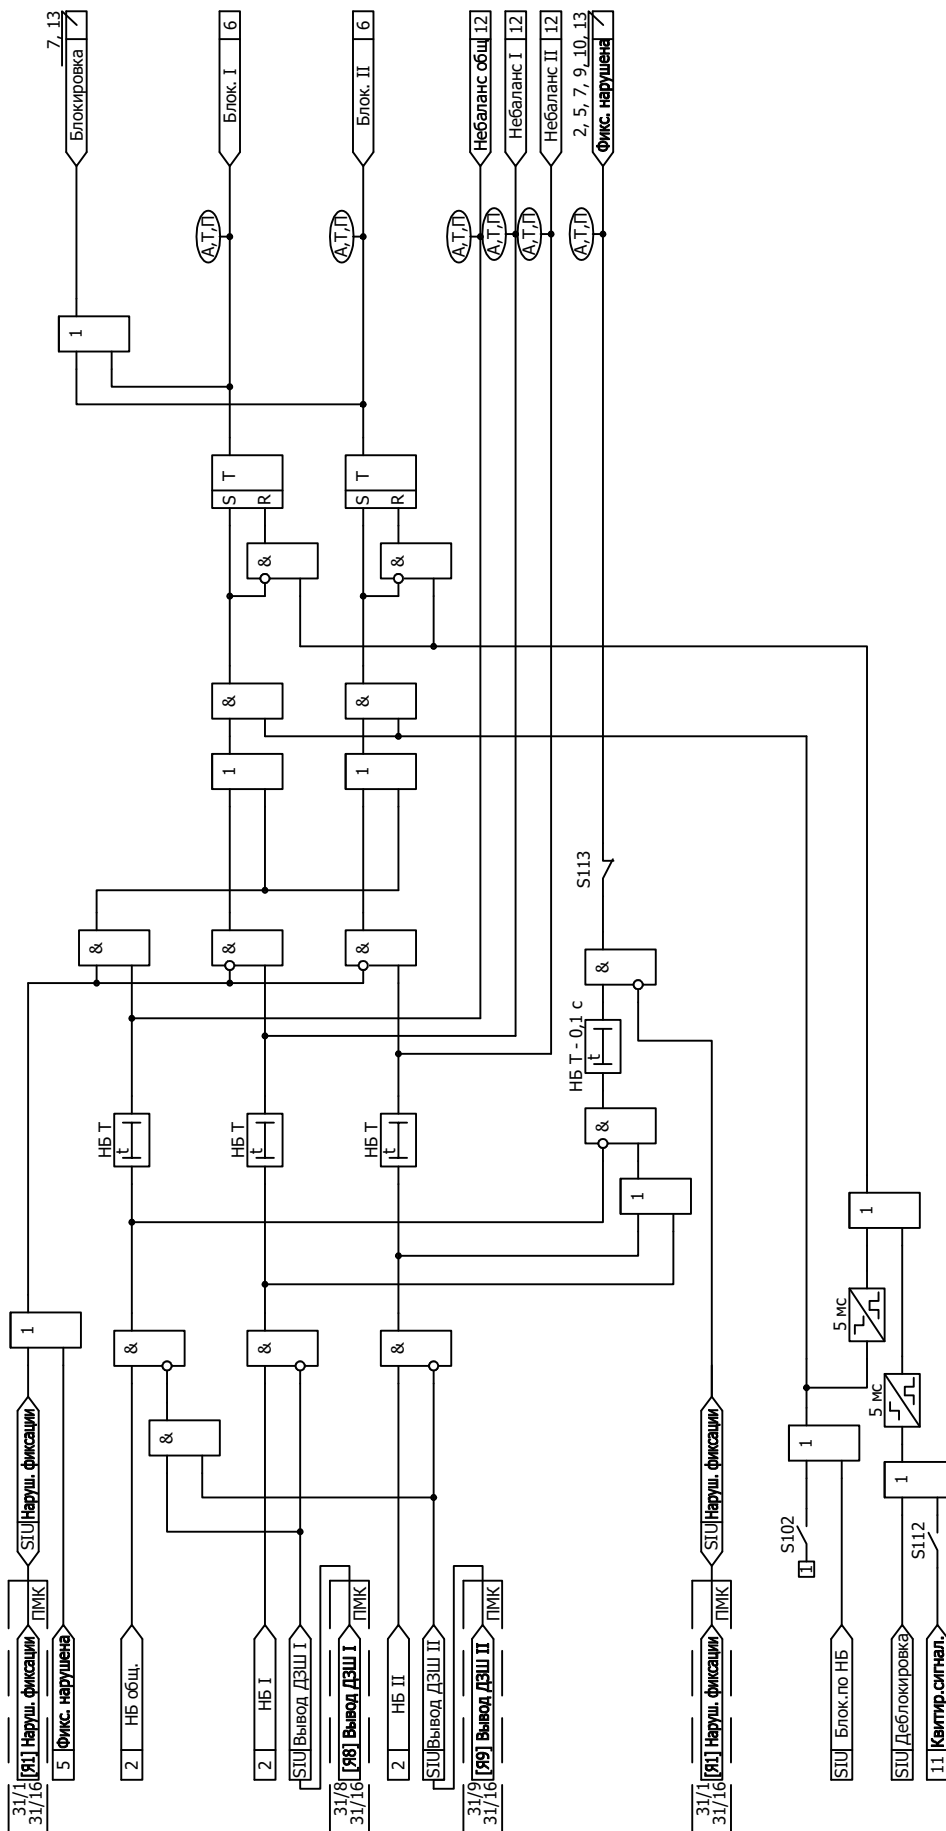 7, 13
Блокировка
Блок. I
6
Блок. II
6
Небаланс общ
12
Небаланс I
12
Небаланс II
12
2, 5, 7, 9, 10, 13
Фикс. нарушена
А,Т,П
А,Т,П
А,Т,П
А,Т,П
А,Т,П
А,Т,П
1
T
S
R
T
S
R
&
&
&
&
1
1
S113
&
&
&
&
НБ Т - 0,1 с
t
НБ Т
t
НБ Т
t
НБ Т
t
&
1
1
1
&
&
&
&
5 мс
5 мс
1
1
S102
1
S112
SIU
Наруш. фиксации
SIU
Наруш. фиксации
31/1
31/16
[Я1] Наруш. фиксации
ПМК
5
Фикс. нарушена
2
НБ общ.
2
НБ I
SIU
Вывод ДЗШ I
31/8
31/16
[Я8] Вывод ДЗШ I
ПМК
2
НБ II
SIU
Вывод ДЗШ II
31/9
31/16
[Я9] Вывод ДЗШ II
ПМК
31/1
31/16
[Я1] Наруш. фиксации
ПМК
SIU
Блок.по НБ
SIU
Деблокировка
11
Квитир.сигнал.